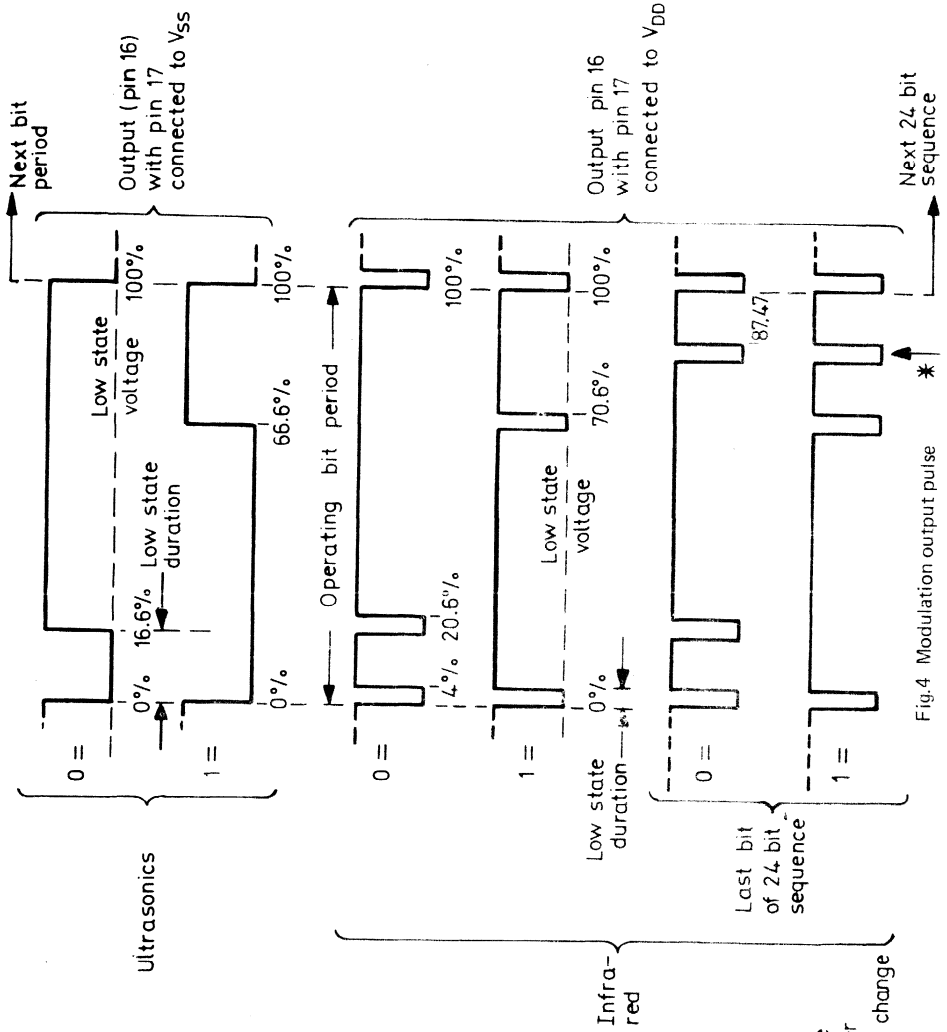 Next bit
period
Output (pin 16)
with pin 17
connected to VSS
Ultrasonics
0 =
Low state
voltage
0% 16.6% 100%
Low state
duration
1 =
0% 66.6% 100%
Operating bit period
Output pin 16
with pin 17
connected to VDD
Infra-
red
0 =
4% 20.6% 100%
1 =
Low state
voltage
0% 70.6% 100%
Low state
duration
Last bit
of 24 bit
sequence
0 =
87.47
1 =
*
Next 24 bit
sequence
Fig.4 Modulation output pulse
e
r
change